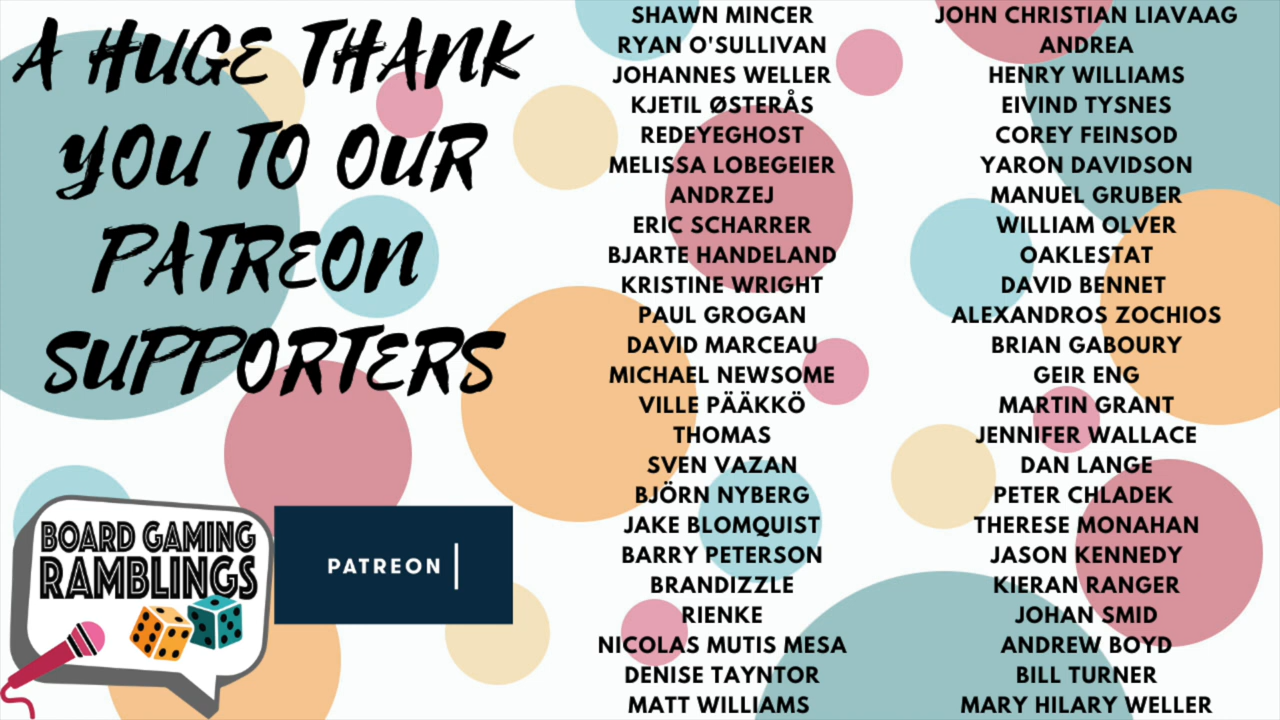 A HUGE THANK
YOU TO OUR
PATREON
SUPPORTERS
BOARD GAMING
RAMBLINGS
PATREON
SHAWN MINCER
RYAN O'SULLIVAN
JOHANNES WELLER
KJETIL ØSTERÅS
REDEYEGHOST
MELISSA LOBEGEIER
ANDRZEJ
ERIC SCHARRER
BJARTE HANDELAND
KRISTINE WRIGHT
PAUL GROGAN
DAVID MARCEAU
MICHAEL NEWSOME
VILLE PÄÄKKÖ
THOMAS
SVEN VAZAN
BJÖRN NYBERG
JAKE BLOMQUIST
BARRY PETERSON
BRANDIZZLE
RIENKE
NICOLAS MUTIS MESA
DENISE TAYNTOR
MATT WILLIAMS
JOHN CHRISTIAN LIAVAAG
ANDREA
HENRY WILLIAMS
EIVIND TYSNES
COREY FEINSOD
YARON DAVIDSON
MANUEL GRUBER
WILLIAM OLVER
OAKLESTAT
DAVID BENNET
ALEXANDROS ZOCHIOS
BRIAN GABOURY
GEIR ENG
MARTIN GRANT
JENNIFER WALLACE
DAN LANGE
PETER CHLADEK
THERESE MONAHAN
JASON KENNEDY
KIERAN RANGER
JOHAN SMID
ANDREW BOYD
BILL TURNER
MARY HILARY WELLER